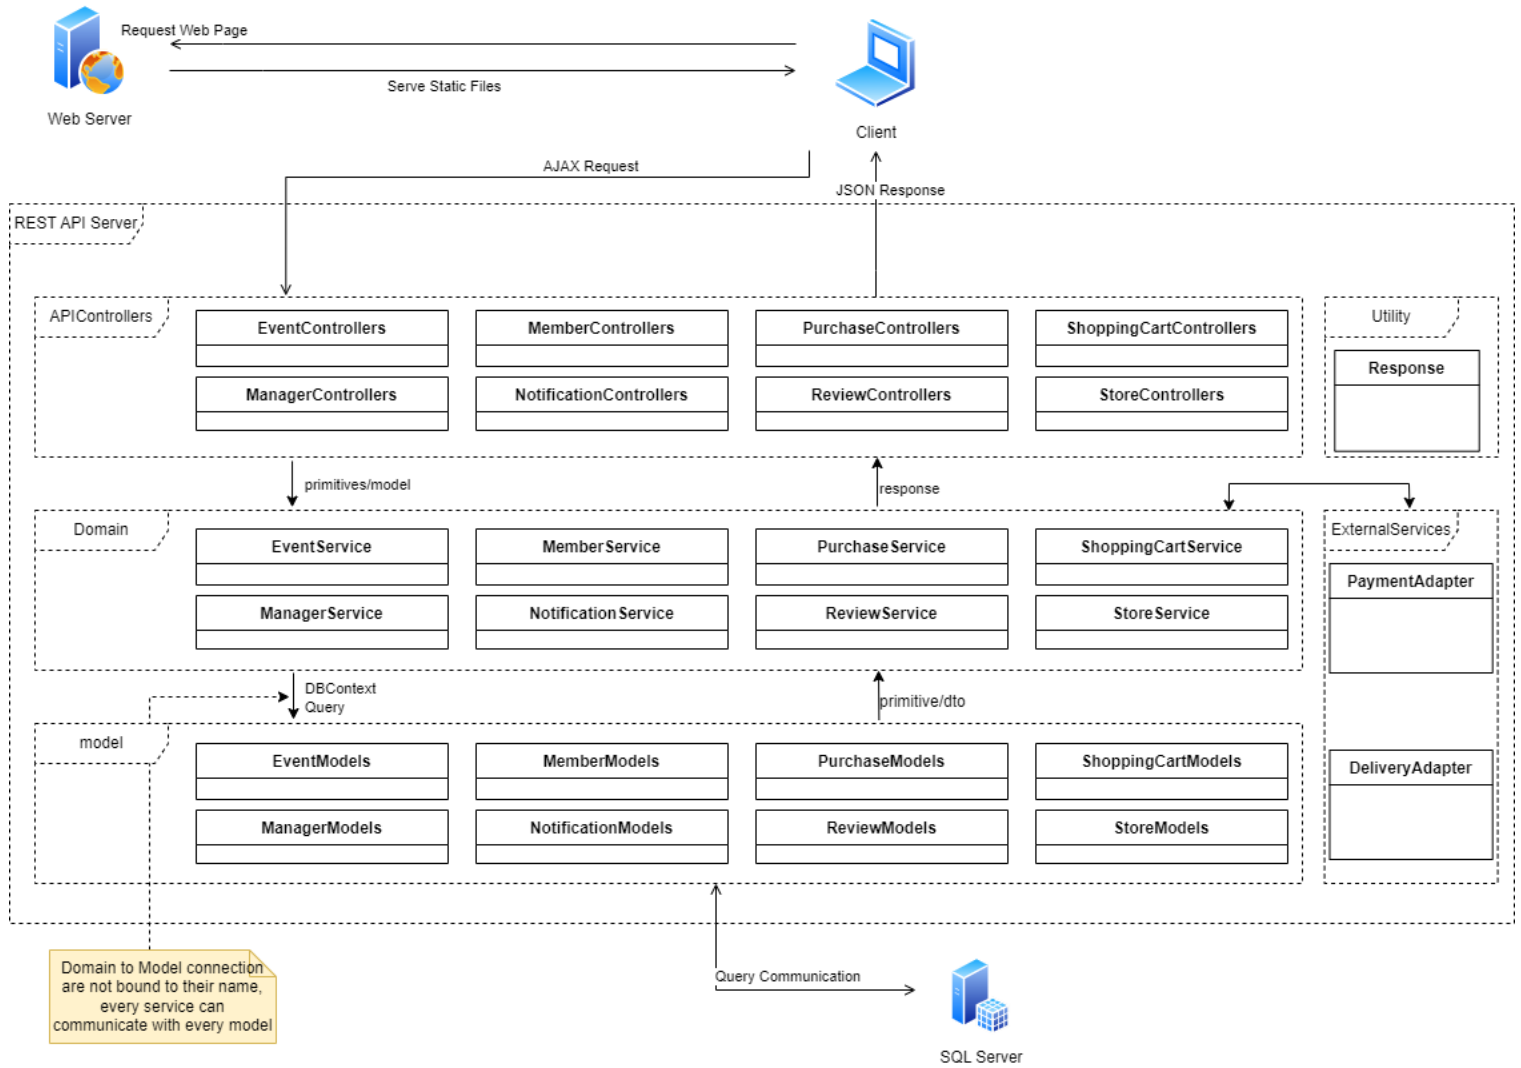 Request Web Page
Serve Static Files
Web Server
Client
AJAX Request
JSON Response
REST API Server
APIControllers
EventControllers
MemberControllers
PurchaseControllers
ShoppingCartControllers
ManagerControllers
NotificationControllers
ReviewControllers
StoreControllers
Utility
Response
primitives/model
response
Domain
EventService
MemberService
PurchaseService
ShoppingCartService
ManagerService
NotificationService
ReviewService
StoreService
ExternalServices
PaymentAdapter
DeliveryAdapter
DBContext
Query
primitive/dto
model
EventModels
MemberModels
PurchaseModels
ShoppingCartModels
ManagerModels
NotificationModels
ReviewModels
StoreModels
Domain to Model connection
are not bound to their name,
every service can
communicate with every model
Query Communication
SQL Server